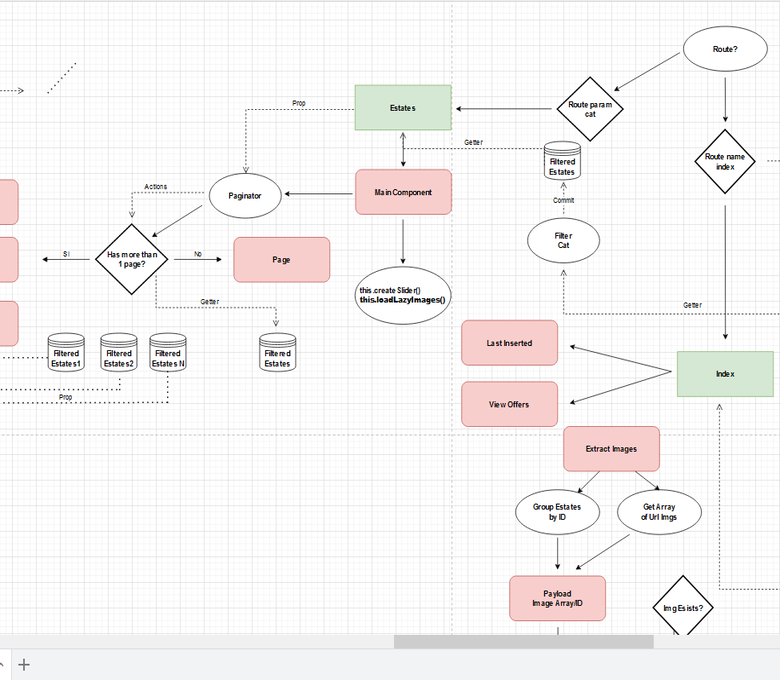 Route?
Prop
Estates
Route param
cat
Getter
Filtered
Estates
Route name
index
Actions
Paginator
Main Component
Commit
Filter
Cat
SI
Has more than
1 page?
No
Page
this.create Slider()
this.loadLazyImages()
Getter
Getter
Last Inserted
Filtered
Estates1
Filtered
Estates2
Filtered
Estates N
Filtered
Estates
Index
Prop
View Offers
Extract Images
Group Estates
by ID
Get Array
of Url Imgs
Payload
Image Array/ID
Img Esists?